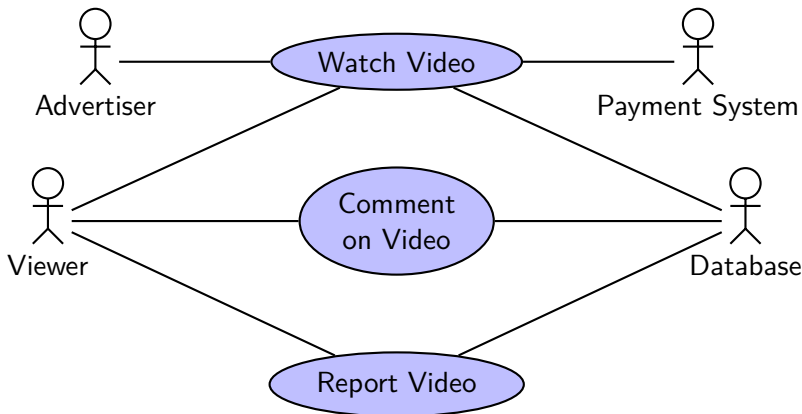 Watch Video
Advertiser
Payment System
Comment
on Video
Viewer
Database
Report Video